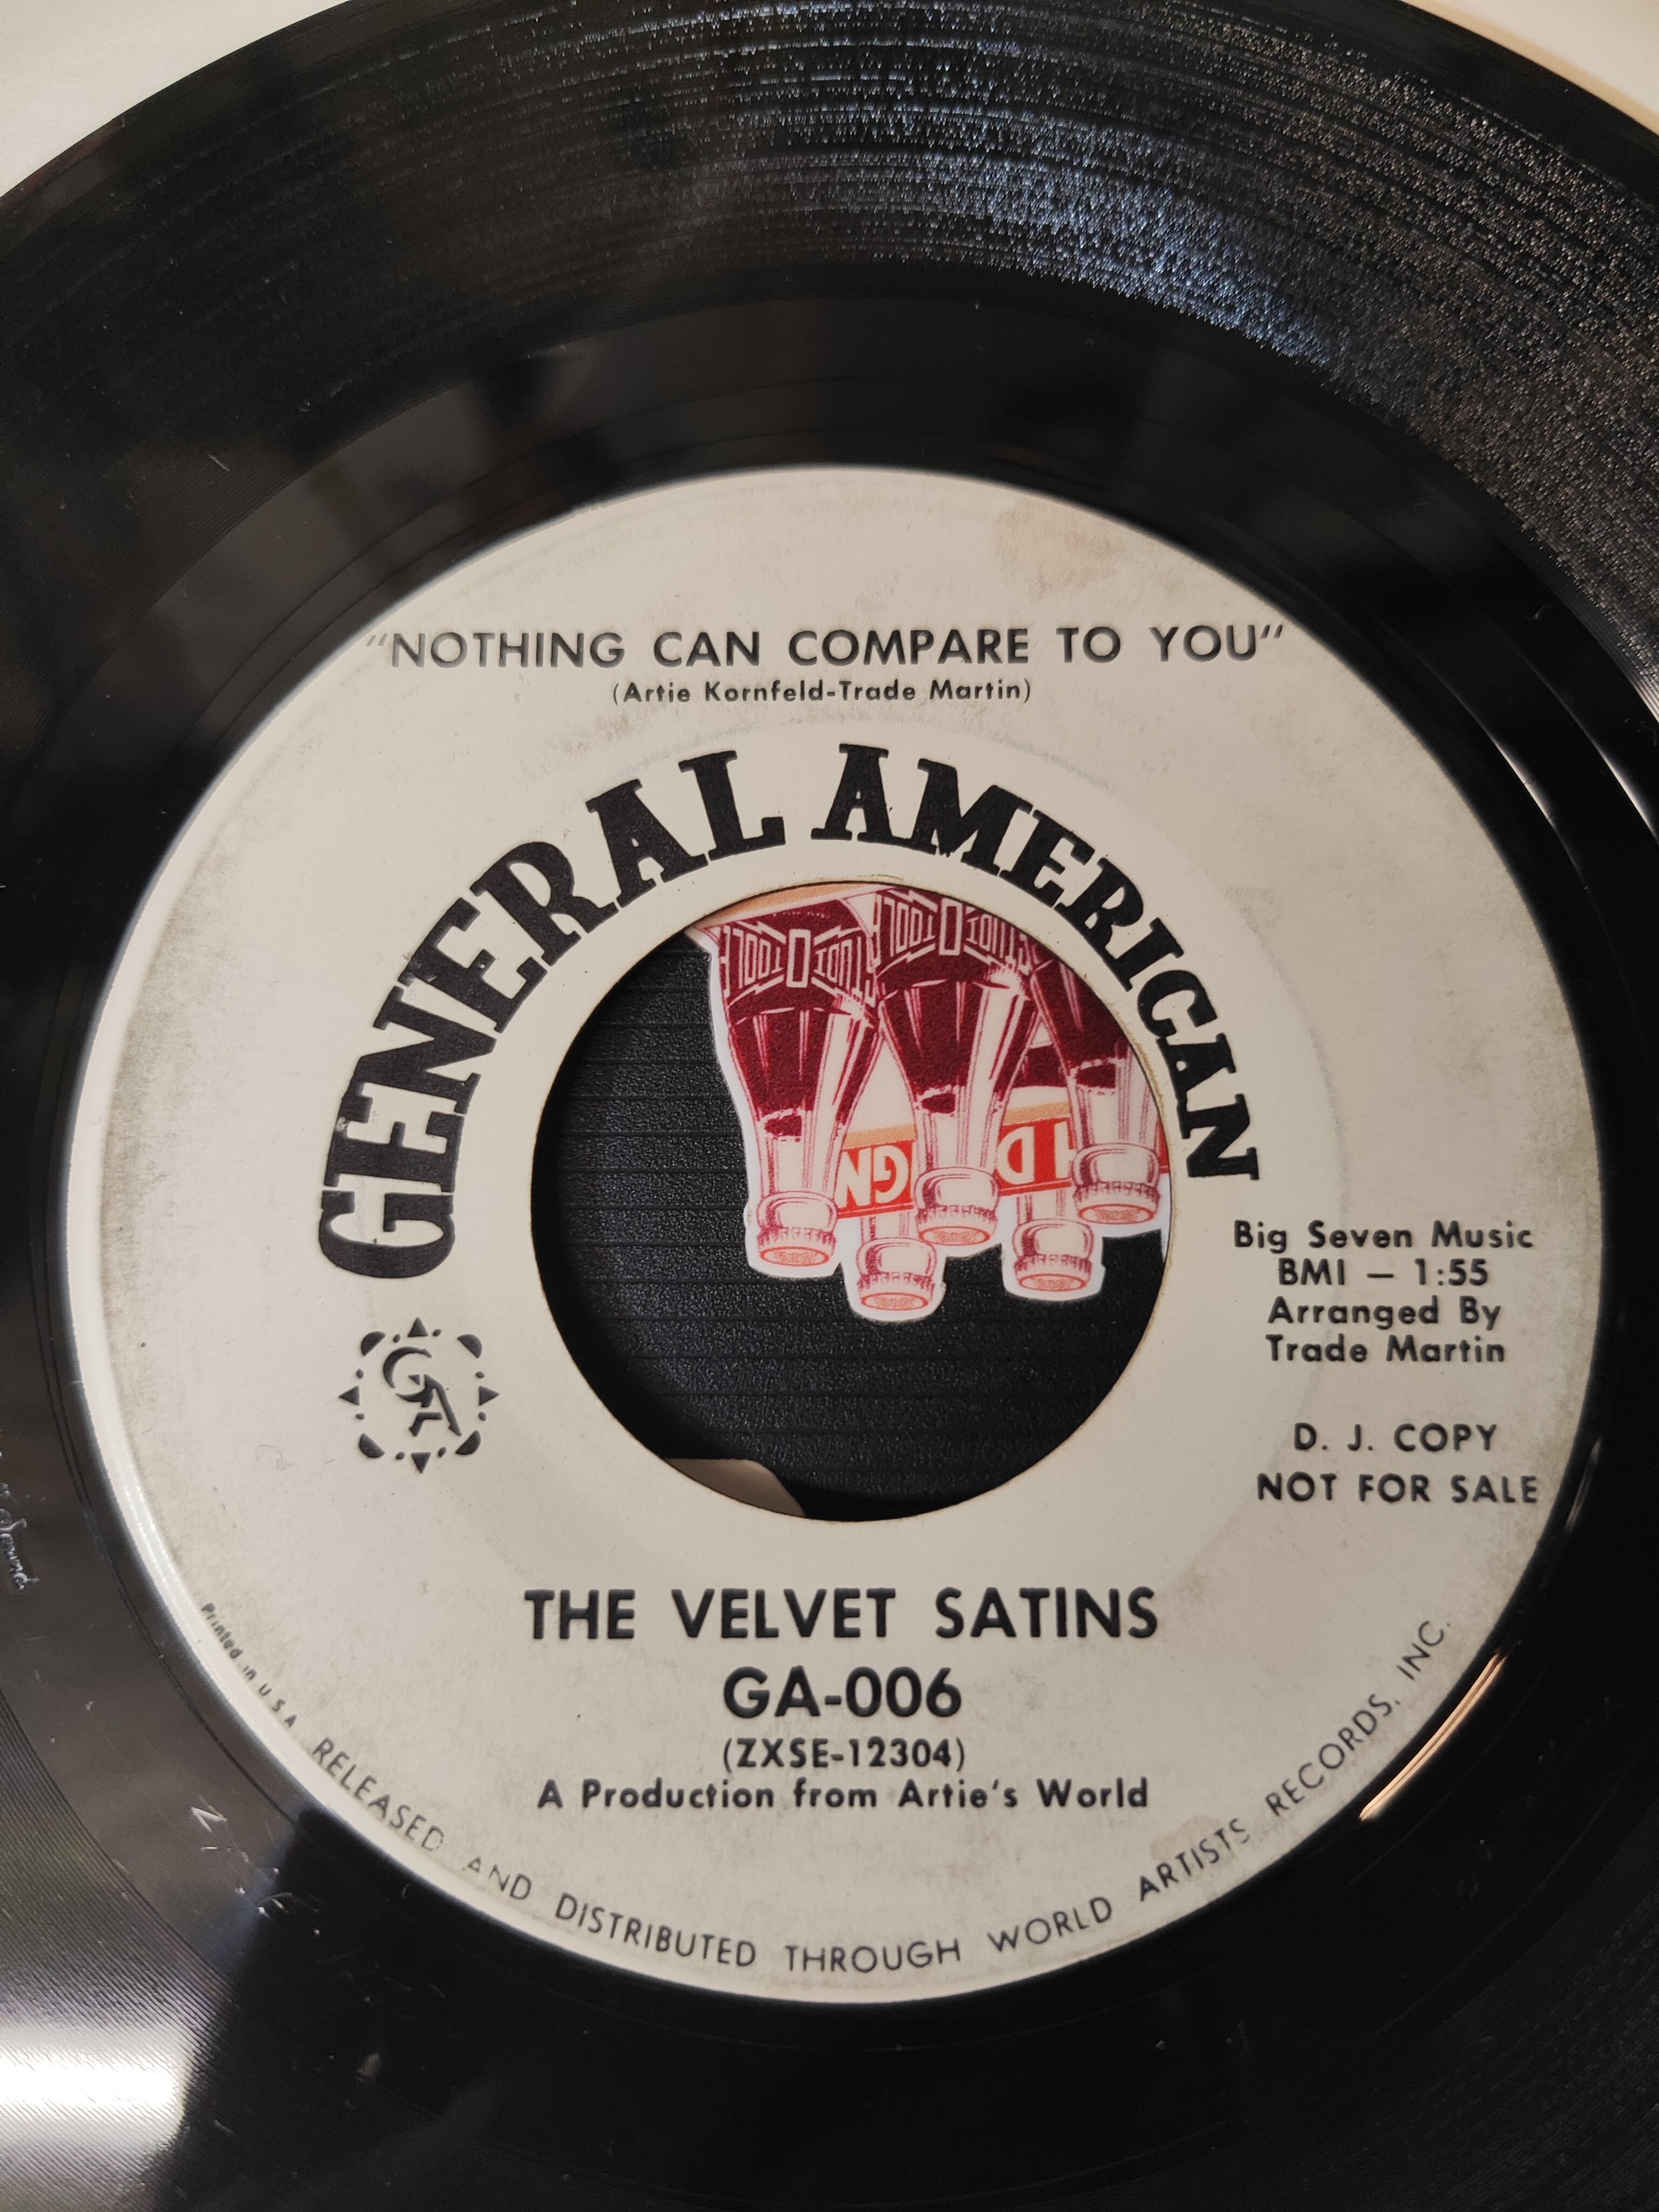 "NOTHING CAN COMPARE TO YOU"
(Artie Kornfeld-Trade Martin)
GENERAL AMERICAN
GA
Big Seven Music
BMI — 1:55
Arranged By
Trade Martin
D. J. COPY
NOT FOR SALE
THE VELVET SATINS
GA-006
(ZXSE-12304)
A Production from Artie's World
Printed in U.S.A.
RELEASED AND DISTRIBUTED THROUGH WORLD ARTISTS RECORDS, INC.